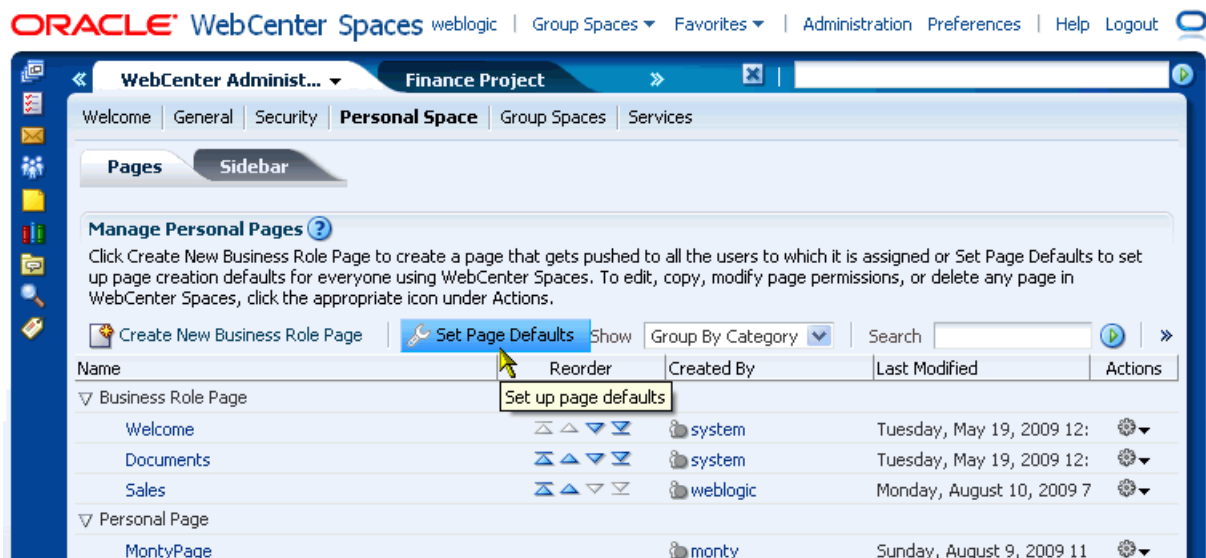 ORACLE WebCenter Spaces weblogic | Group Spaces Favorites | Administration Preferences | Help Logout
WebCenter Administ... Finance Project
Welcome | General | Security | Personal Space | Group Spaces | Services
Pages Sidebar
Manage Personal Pages ?
Click Create New Business Role Page to create a page that gets pushed to all the users to which it is assigned or Set Page Defaults to set
up page creation defaults for everyone using WebCenter Spaces. To edit, copy, modify page permissions, or delete any page in
WebCenter Spaces, click the appropriate icon under Actions.
Create New Business Role Page Set Page Defaults Show Group By Category Search
Name Reorder Created By Last Modified Actions
Set up page defaults
Business Role Page
Welcome system Tuesday, May 19, 2009 12:
Documents system Tuesday, May 19, 2009 12:
Sales weblogic Monday, August 10, 2009 7
Personal Page
MontyPage monty Sunday, August 9, 2009 11